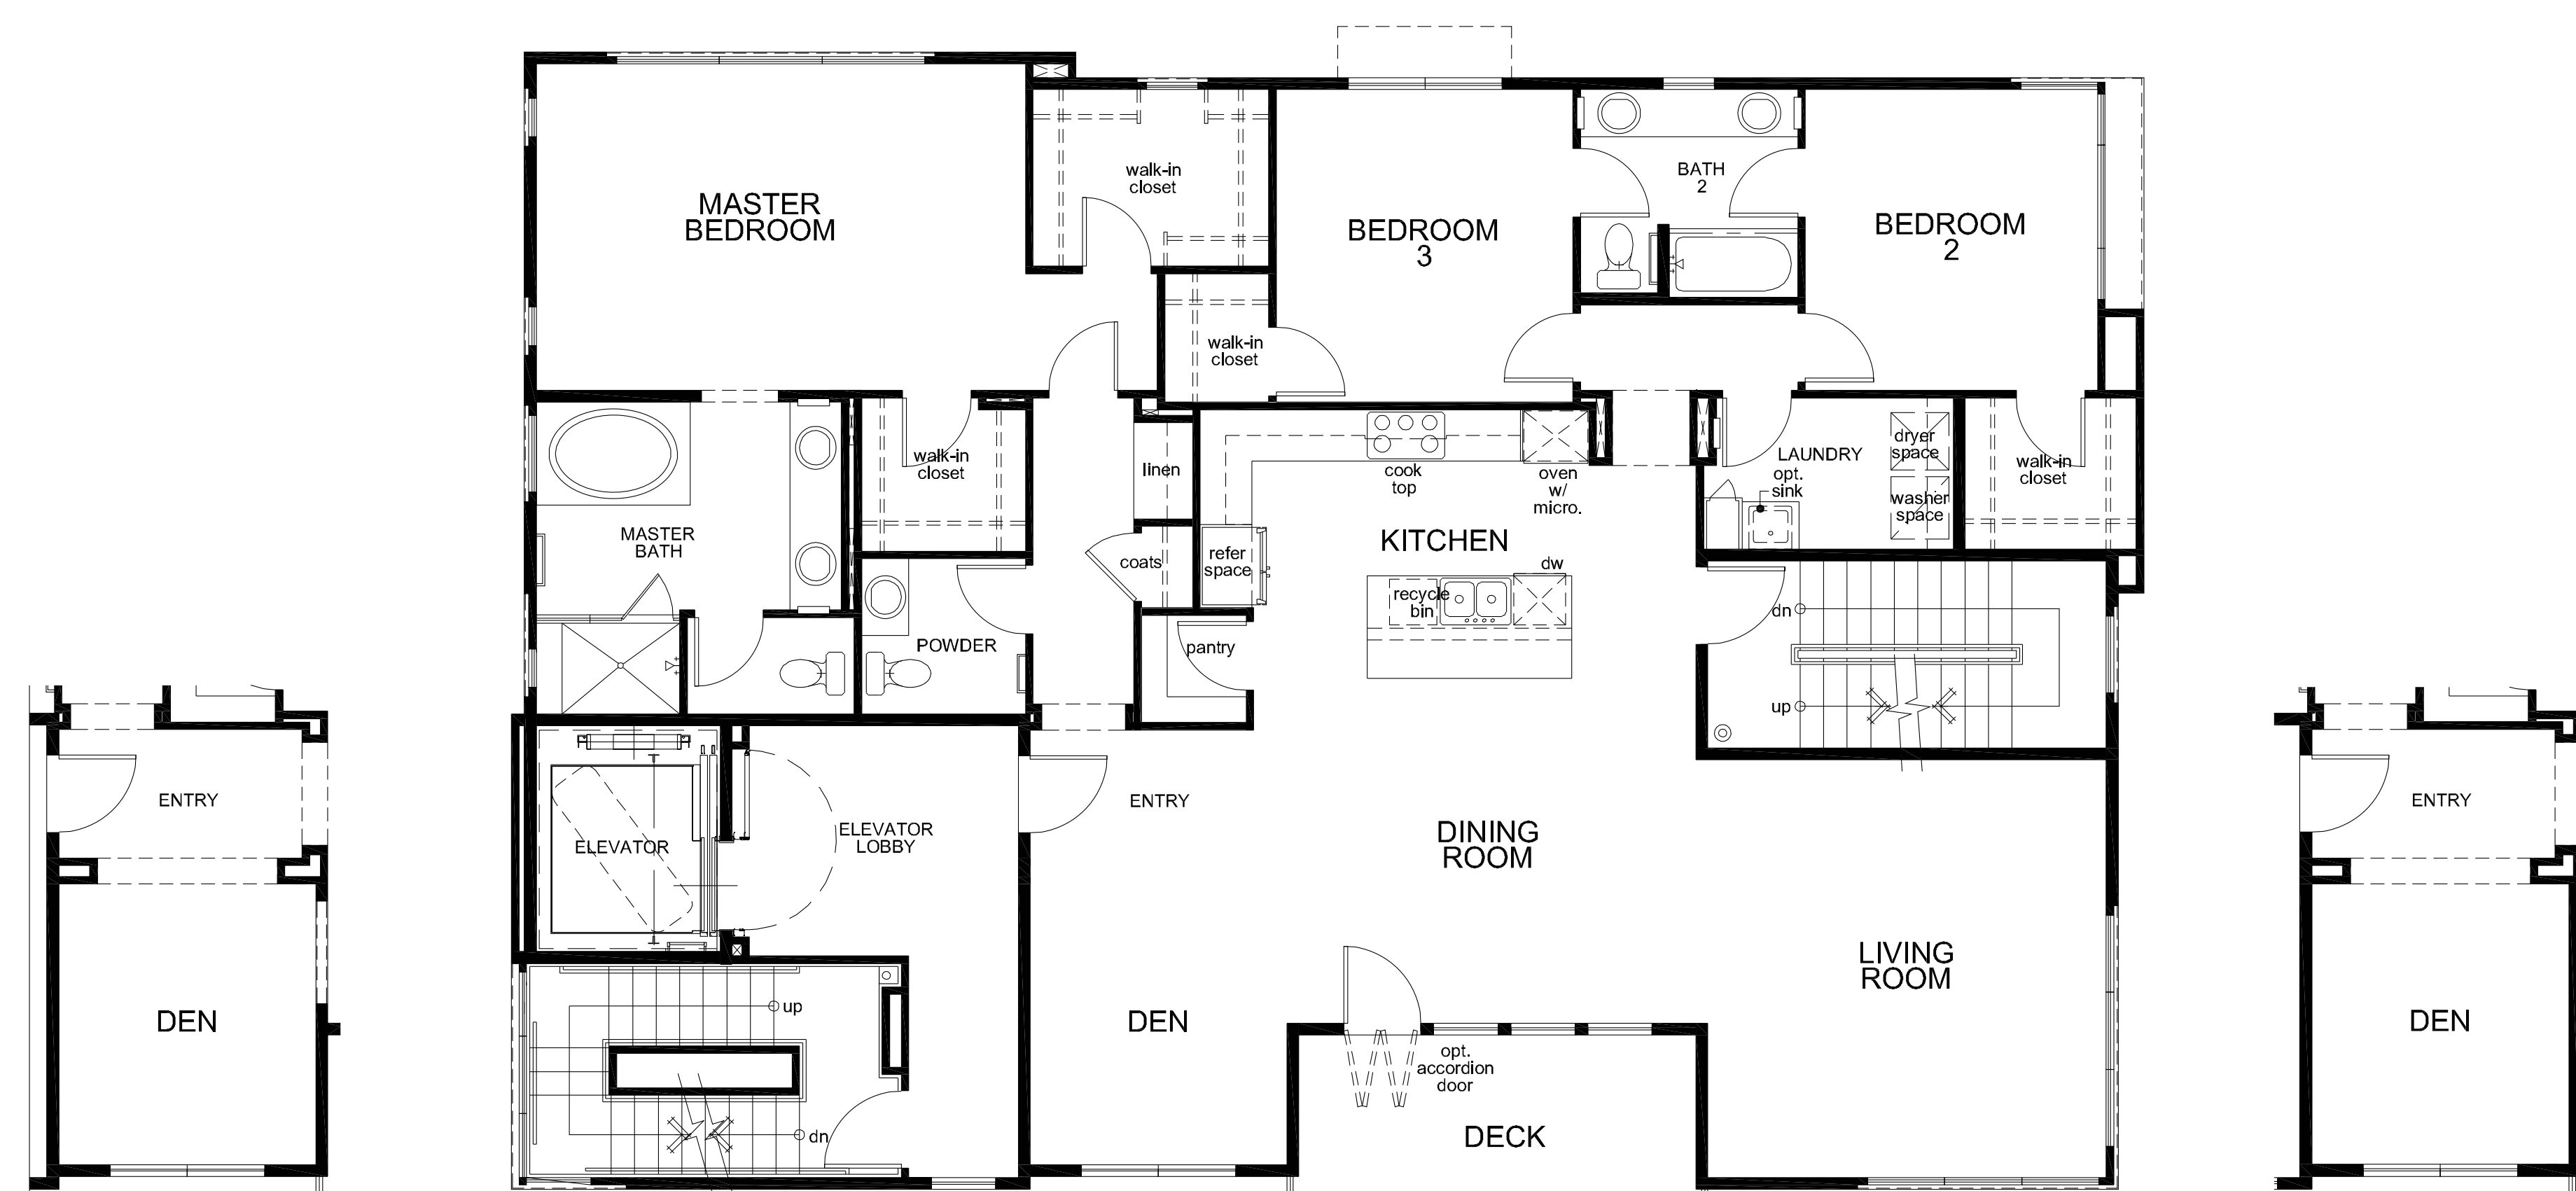 MASTER
BEDROOM
walk-in
closet
BEDROOM
3
BATH
2
BEDROOM
2
walk-in
closet
walk-in
closet
linen
cook
top
oven
w/
micro.
LAUNDRY
opt.
sink
dryer
space
washer
space
walk-in
closet
MASTER
BATH
coats
refer
space
KITCHEN
dw
recycle
bin
dn
up
POWDER
pantry
ENTRY
ELEVATOR
ELEVATOR
LOBBY
ENTRY
DINING
ROOM
LIVING
ROOM
ENTRY
DEN
up
dn
DEN
opt.
accordion
door
DECK
DEN